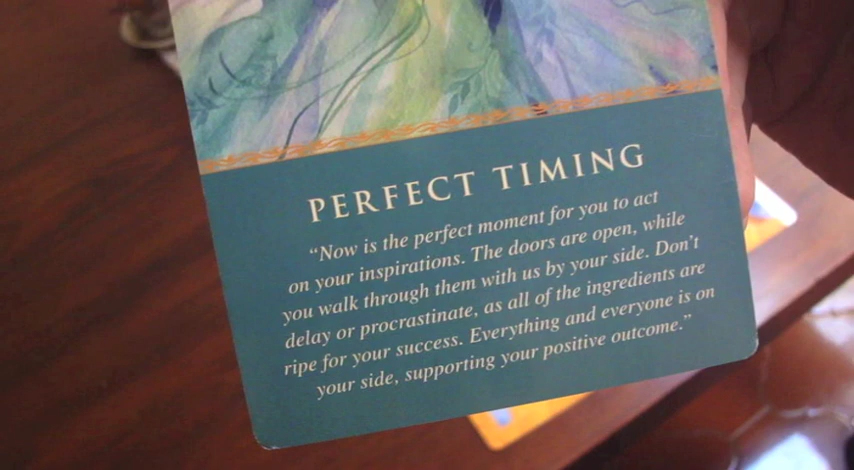 PERFECT TIMING
“Now is the perfect moment for you to act
on your inspirations. The doors are open, while
you walk through them with us by your side. Don’t
delay or procrastinate, as all of the ingredients are
ripe for your success. Everything and everyone is on
your side, supporting your positive outcome.”